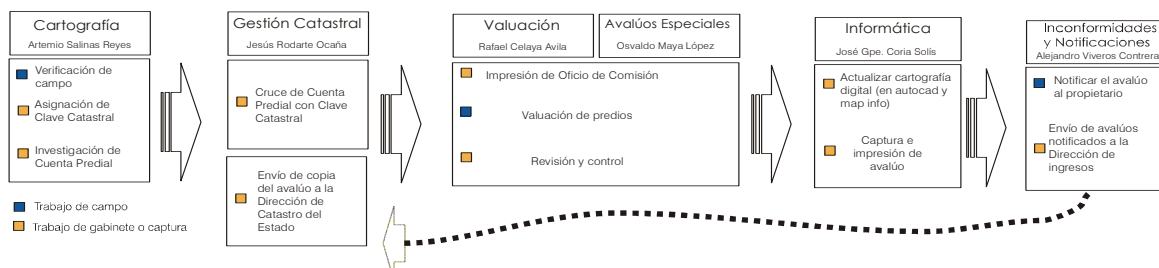 Cartografía
Artemio Salinas Reyes
Verificación de
campo
Asignación de
Clave Catastral
Investigación de
Cuenta Predial
Trabajo de campo
Trabajo de gabinete o captura
Gestión Catastral
Jesús Rodarte Ocaña
Cruce de Cuenta
Predial con Clave
Catastral
Envío de copia
del avalúo a la
Dirección de
Catastro del
Estado
Valuación
Rafael Celaya Avila
Avalúos Especiales
Osvaldo Maya López
Impresión de Oficio de Comisión
Valuación de predios
Revisión y control
Informática
José Gpe. Coria Solís
Actualizar cartografía
digital (en autocad y
map info)
Captura e
impresión de
avalúo
Inconformidades
y Notificaciones
Alejandro Viveros Contrera
Notificar el avalúo
al propietario
Envío de avalúos
notificados a la
Dirección de
ingresos